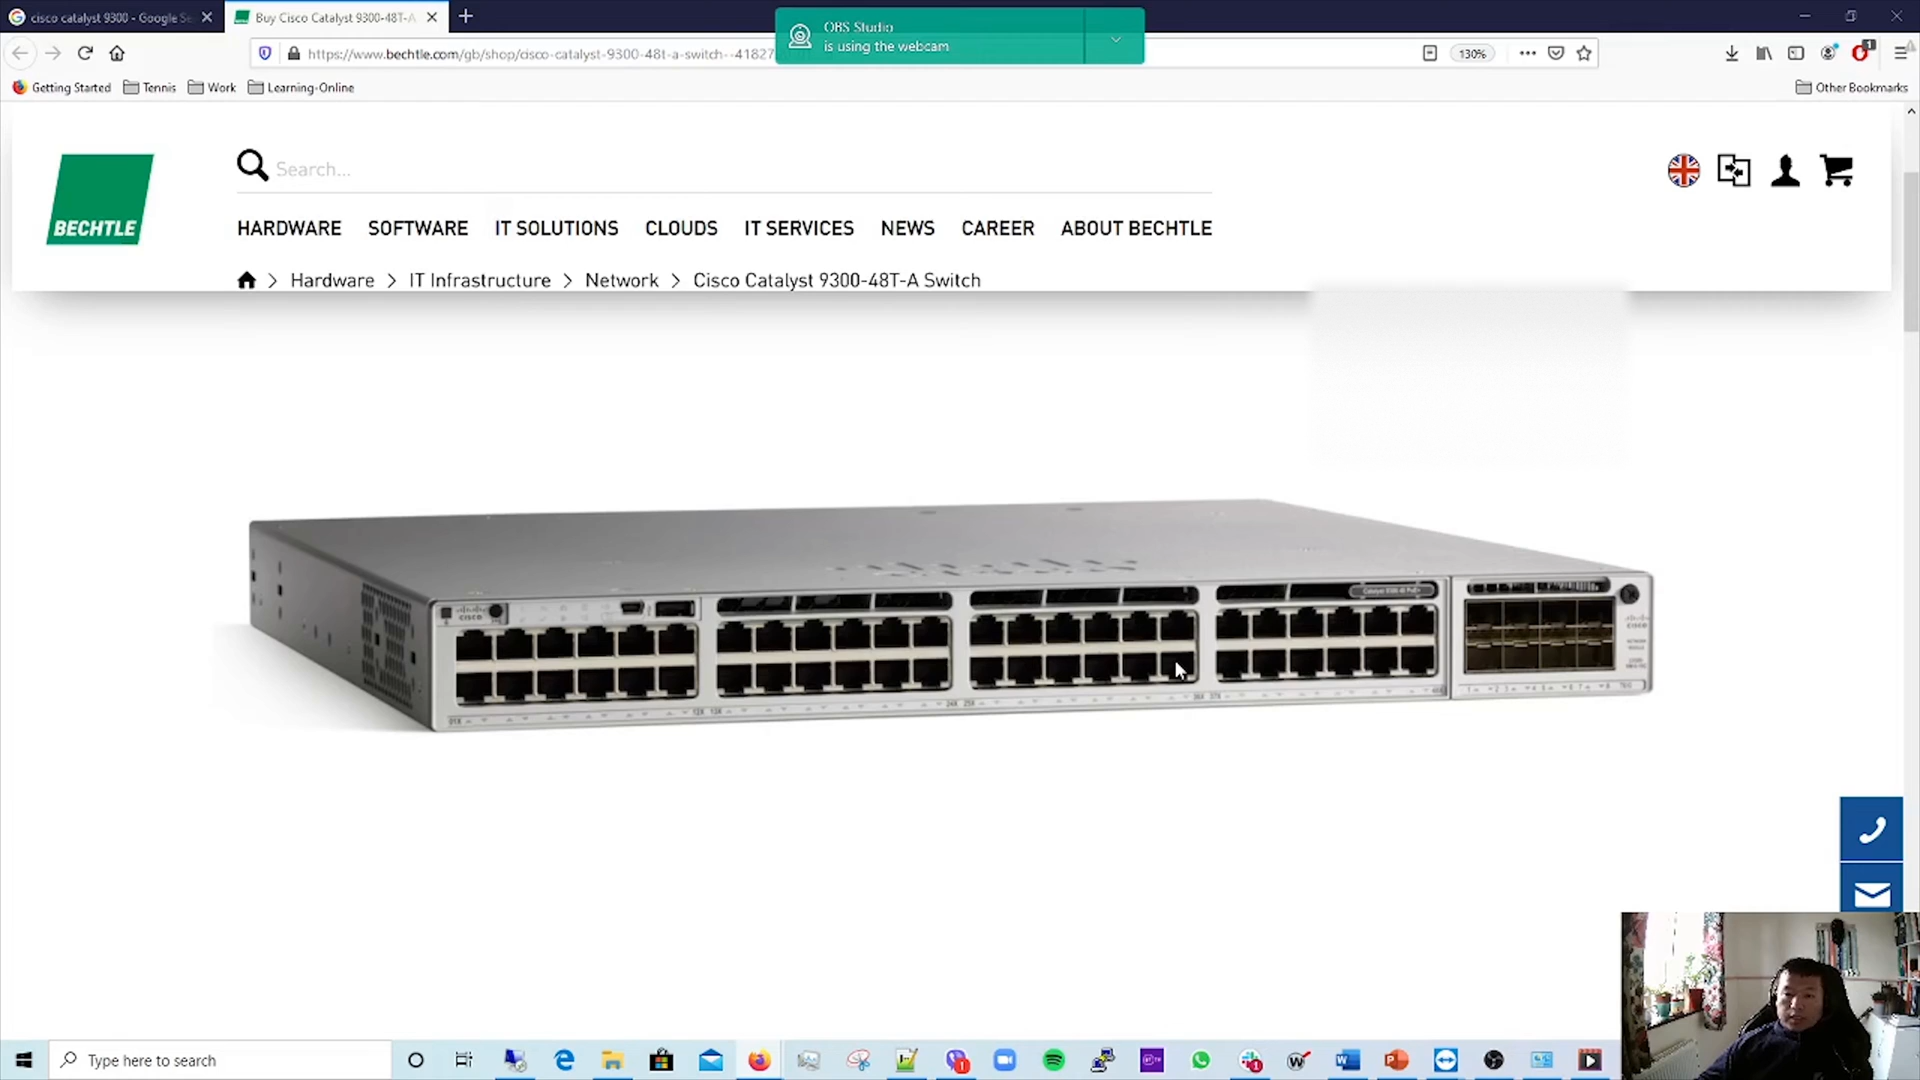 cisco catalyst 9300 - Google Se
Buy Cisco Catalyst 9300-48T-A
OBS Studio
is using the webcam
https://www.bechtle.com/gb/shop/cisco-catalyst-9300-48t-a-switch--41827
130%
1
Getting Started
Tennis
Work
Learning-Online
Other Bookmarks
BECHTLE
Search...
HARDWARE
SOFTWARE
IT SOLUTIONS
CLOUDS
IT SERVICES
NEWS
CAREER
ABOUT BECHTLE
Hardware > IT Infrastructure > Network > Cisco Catalyst 9300-48T-A Switch
CISCO
Type here to search